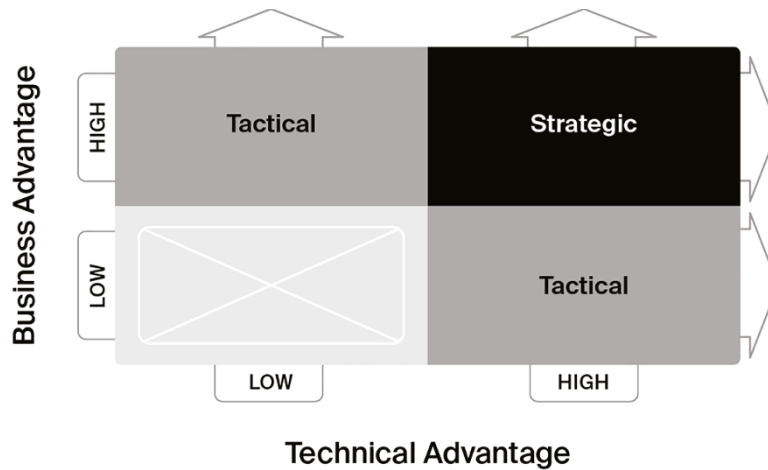 Business Advantage
HIGH
Tactical
Strategic
LOW
Tactical
LOW
HIGH
Technical Advantage